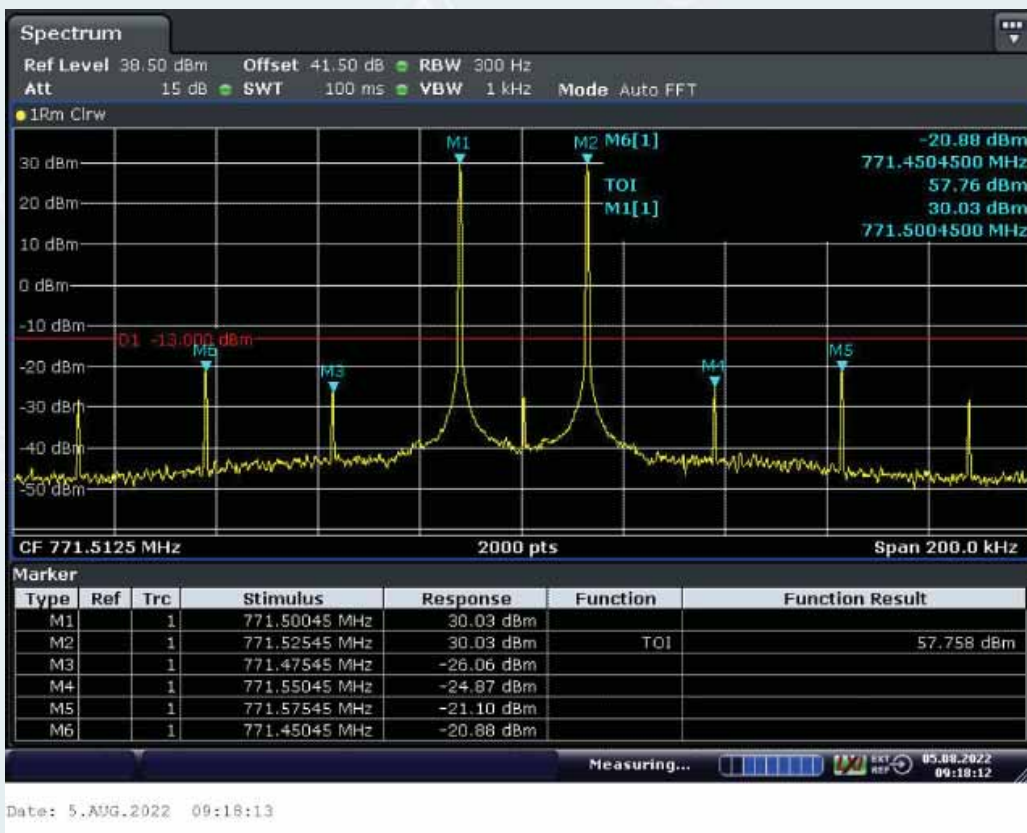 Spectrum
Ref Level 38.50 dBm Offset 41.50 dB RBW 300 Hz
Att 15 dB SWT 100 ms VBW 1 kHz Mode Auto FFT
1Rm Clrw
M1 M2 M6[1] -20.88 dBm
771.4504500 MHz
TOI 57.76 dBm
M1[1] 30.03 dBm
771.5004500 MHz
30 dBm
20 dBm
10 dBm
0 dBm
-10 dBm
D1 -13.000 dBm
M6 M5
-20 dBm
M3 M4
-30 dBm
-40 dBm
-50 dBm
CF 771.5125 MHz 2000 pts Span 200.0 kHz
Marker
Type Ref Trc Stimulus Response Function Function Result
M1 1 771.50045 MHz 30.03 dBm
M2 1 771.52545 MHz 30.03 dBm TOI 57.758 dBm
M3 1 771.47545 MHz -26.06 dBm
M4 1 771.55045 MHz -24.87 dBm
M5 1 771.57545 MHz -21.10 dBm
M6 1 771.45045 MHz -20.88 dBm
Measuring... LXI EXT REF 05.08.2022
09:18:12
Date: 5.AUG.2022 09:18:13